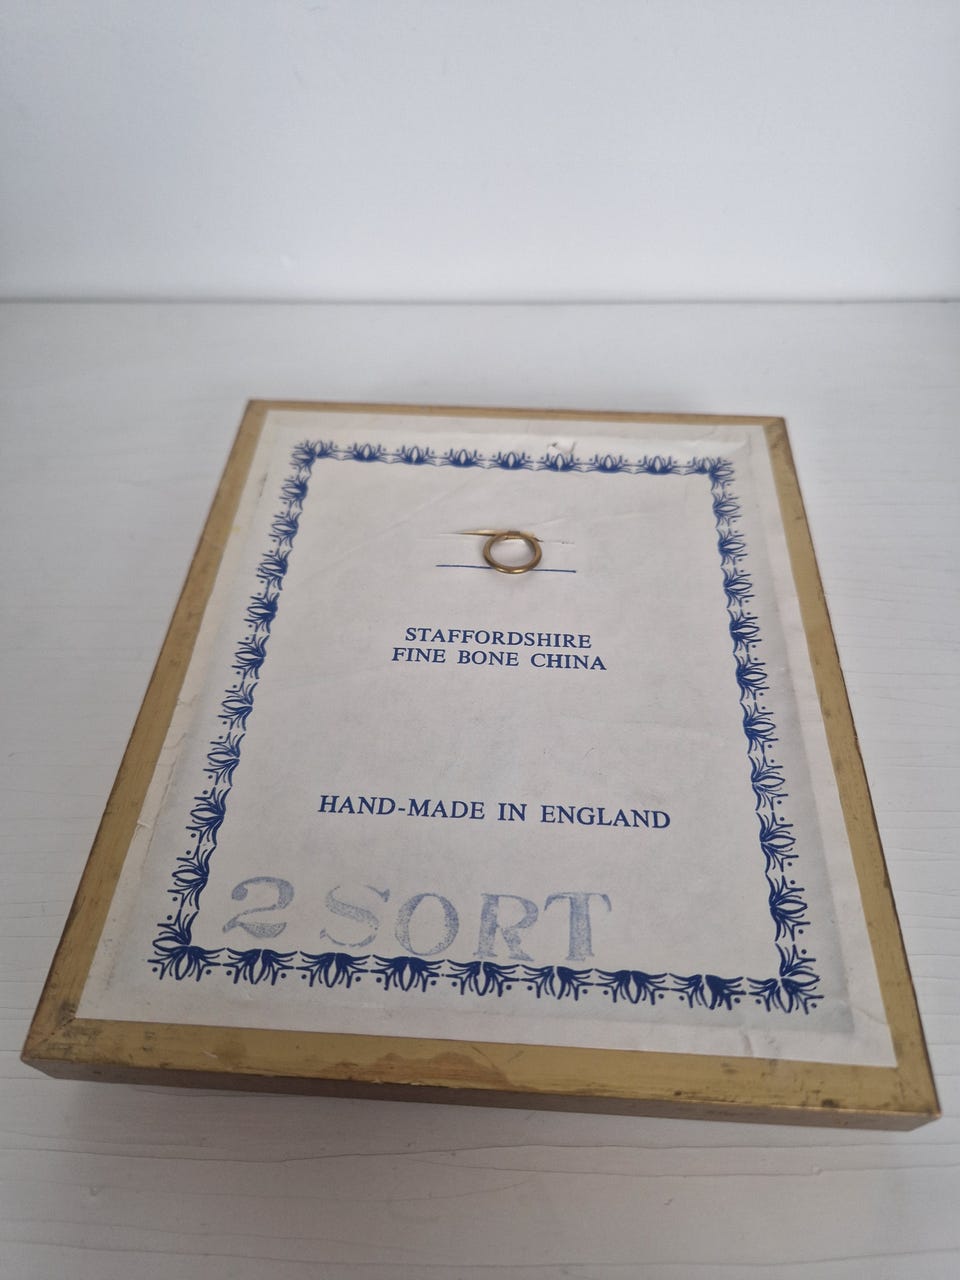 STAFFORDSHIRE
FINE BONE CHINA
HAND-MADE IN ENGLAND
2 SORT